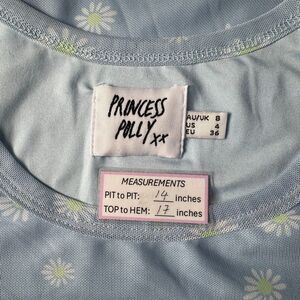 PRINCESS
POLLY xx
AU/UK 8
US 4
EU 36
MEASUREMENTS
PIT to PIT: 14 inches
TOP to HEM: 17 inches